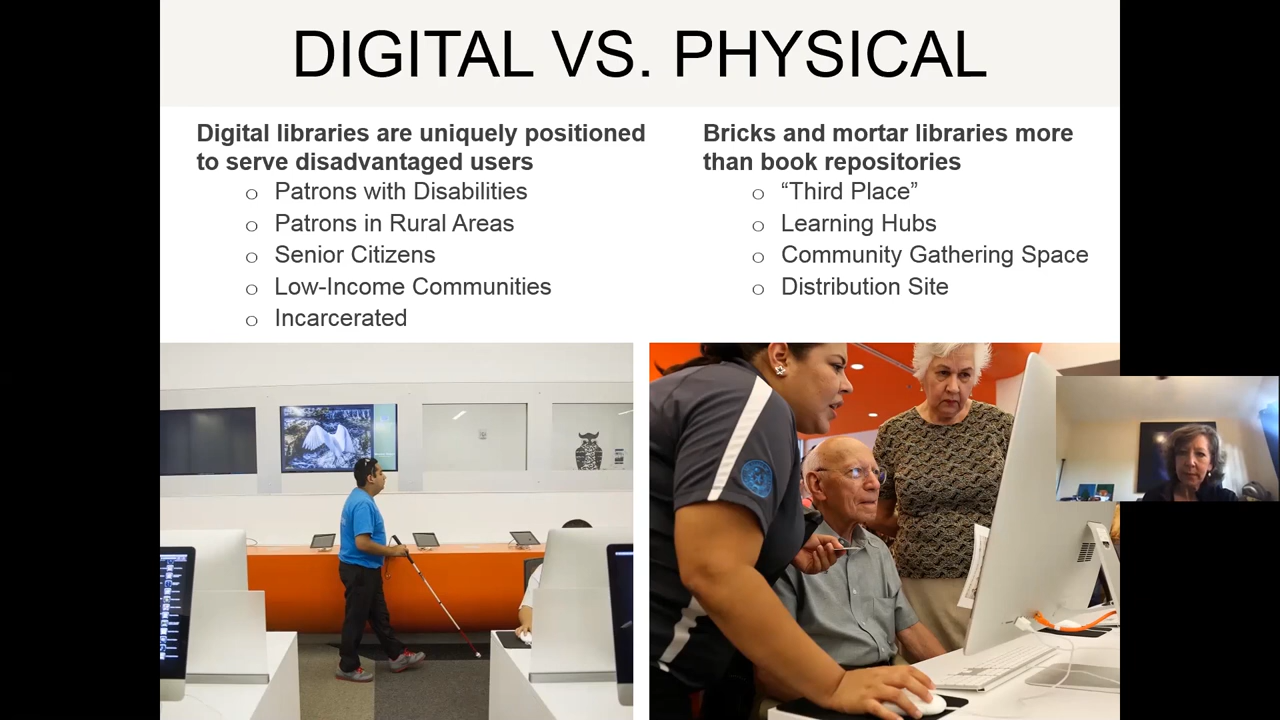 DIGITAL VS. PHYSICAL
Digital libraries are uniquely positioned
to serve disadvantaged users
o Patrons with Disabilities
o Patrons in Rural Areas
o Senior Citizens
o Low-Income Communities
o Incarcerated
Bricks and mortar libraries more
than book repositories
o “Third Place”
o Learning Hubs
o Community Gathering Space
o Distribution Site